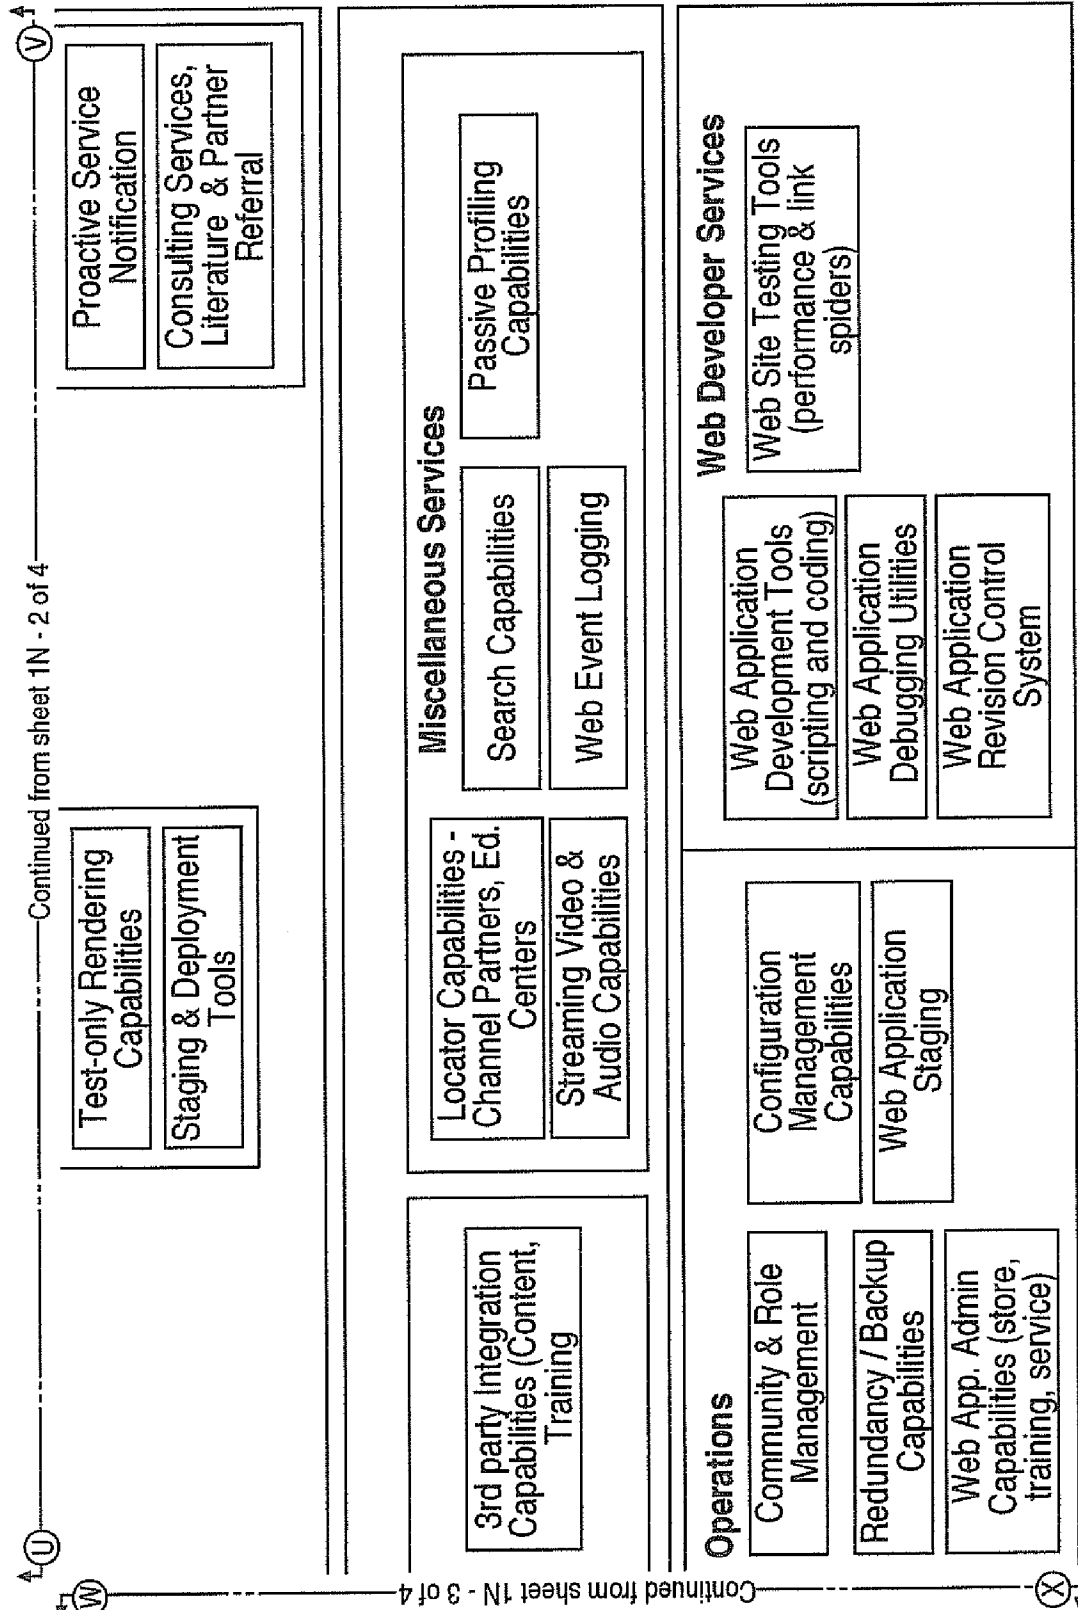 U
Continued from sheet 1N - 2 of 4
V
W
Continued from sheet 1N - 3 of 4
X
Test-only Rendering
Capabilities
Staging & Deployment
Tools
Proactive Service
Notification
Consulting Services,
Literature & Partner
Referral
3rd party Integration
Capabilities (Content,
Training
Miscellaneous Services
Locator Capabilities -
Channel Partners, Ed.
Centers
Streaming Video &
Audio Capabilities
Search Capabilities
Web Event Logging
Passive Profiling
Capabilities
Operations
Community & Role
Management
Redundancy / Backup
Capabilities
Web App. Admin
Capabilities (store,
training, service)
Configuration
Management
Capabilities
Web Application
Staging
Web Developer Services
Web Application
Development Tools
(scripting and coding)
Web Application
Debugging Utilities
Web Application
Revision Control
System
Web Site Testing Tools
(performance & link
spiders)